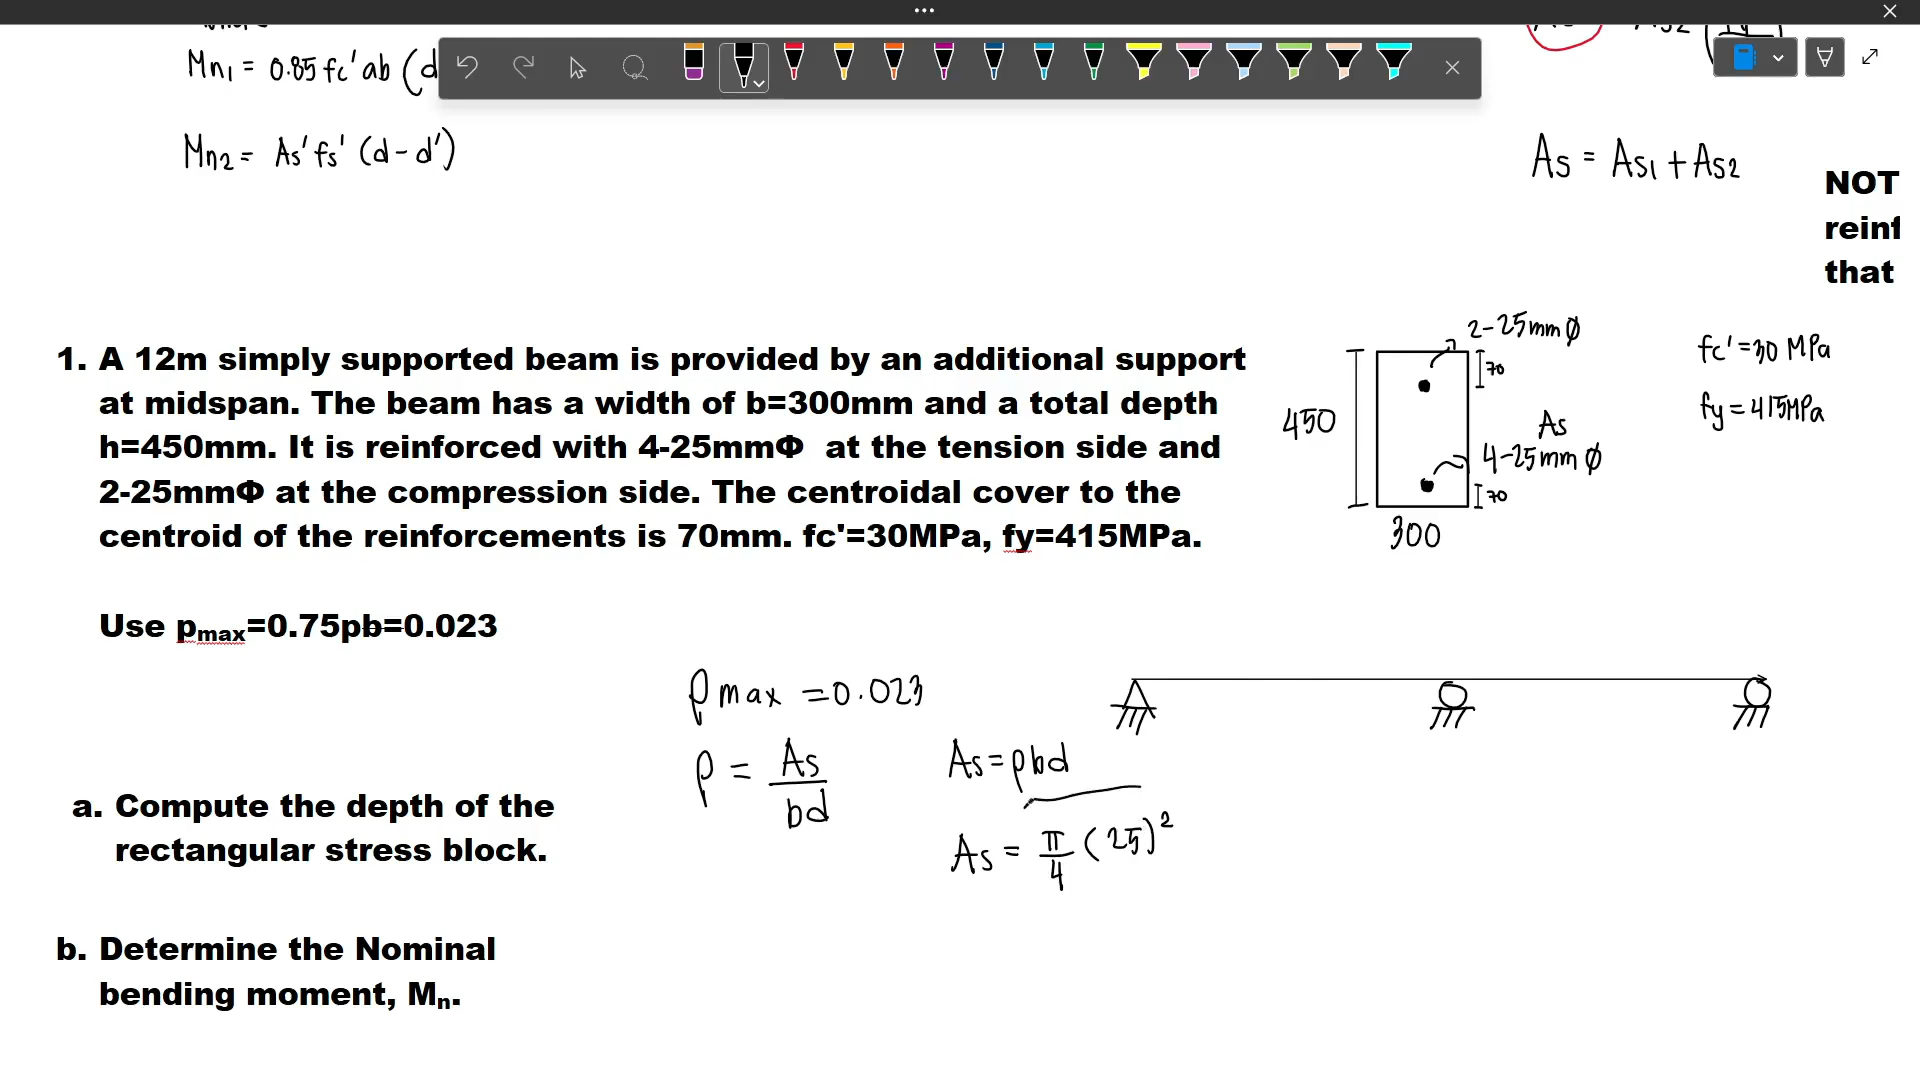 Mn1 = 0.85 fc' ab (d
Mn2 = As' fs' (d - d')
As = As1 + As2
NOT
reinf
that
1. A 12m simply supported beam is provided by an additional support
at midspan. The beam has a width of b=300mm and a total depth
h=450mm. It is reinforced with 4-25mmΦ at the tension side and
2-25mmΦ at the compression side. The centroidal cover to the
centroid of the reinforcements is 70mm. fc'=30MPa, fy=415MPa.
2-25mm Ø
70
450
As
4-25mm Ø
70
300
fc' = 30 MPa
fy = 415MPa
Use pmax=0.75pb=0.023
ρmax = 0.023
ρ = As / bd
As = ρbd
As = π/4 (25)²
a. Compute the depth of the
rectangular stress block.
b. Determine the Nominal
bending moment, Mn.